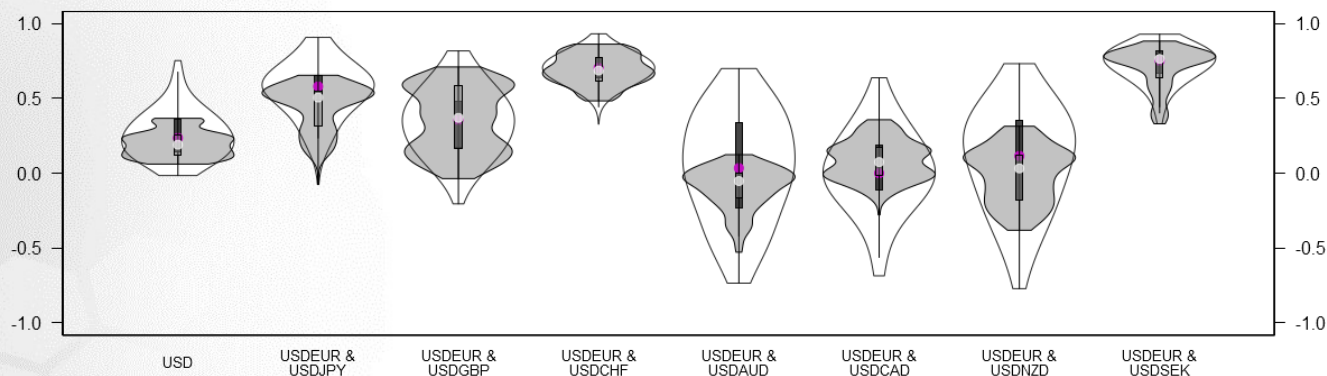 1.0 1.0
0.5 0.5
0.0 0.0
-0.5 -0.5
-1.0 -1.0
USD
USDEUR &
USDJPY
USDEUR &
USDGBP
USDEUR &
USDCHF
USDEUR &
USDAUD
USDEUR &
USDCAD
USDEUR &
USDNZD
USDEUR &
USDSEK